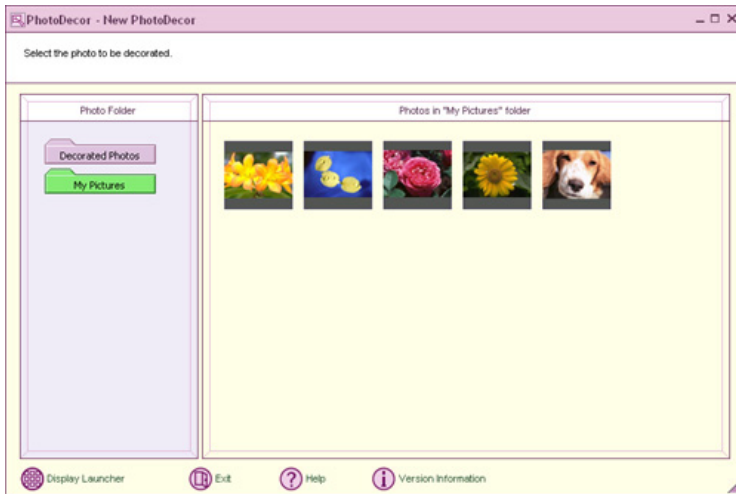 PhotoDecor - New PhotoDecor
Select the photo to be decorated.
Photo Folder
Photos in "My Pictures" folder
Decorated Photos
My Pictures
Display Launcher
Exit
Help
Version Information